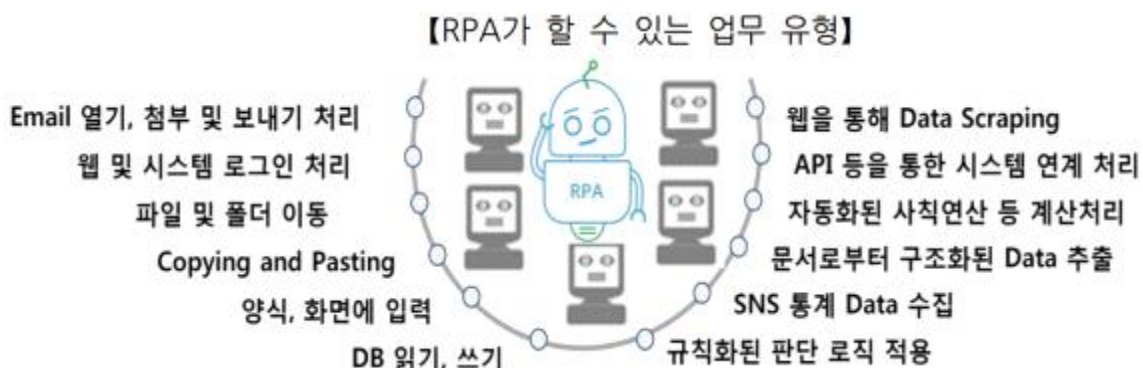 【RPA가 할 수 있는 업무 유형】
Email 열기, 첨부 및 보내기 처리
웹 및 시스템 로그인 처리
파일 및 폴더 이동
Copying and Pasting
양식, 화면에 입력
DB 읽기, 쓰기
RPA
웹을 통해 Data Scraping
API 등을 통한 시스템 연계 처리
자동화된 사칙연산 등 계산처리
문서로부터 구조화된 Data 추출
SNS 통계 Data 수집
규칙화된 판단 로직 적용